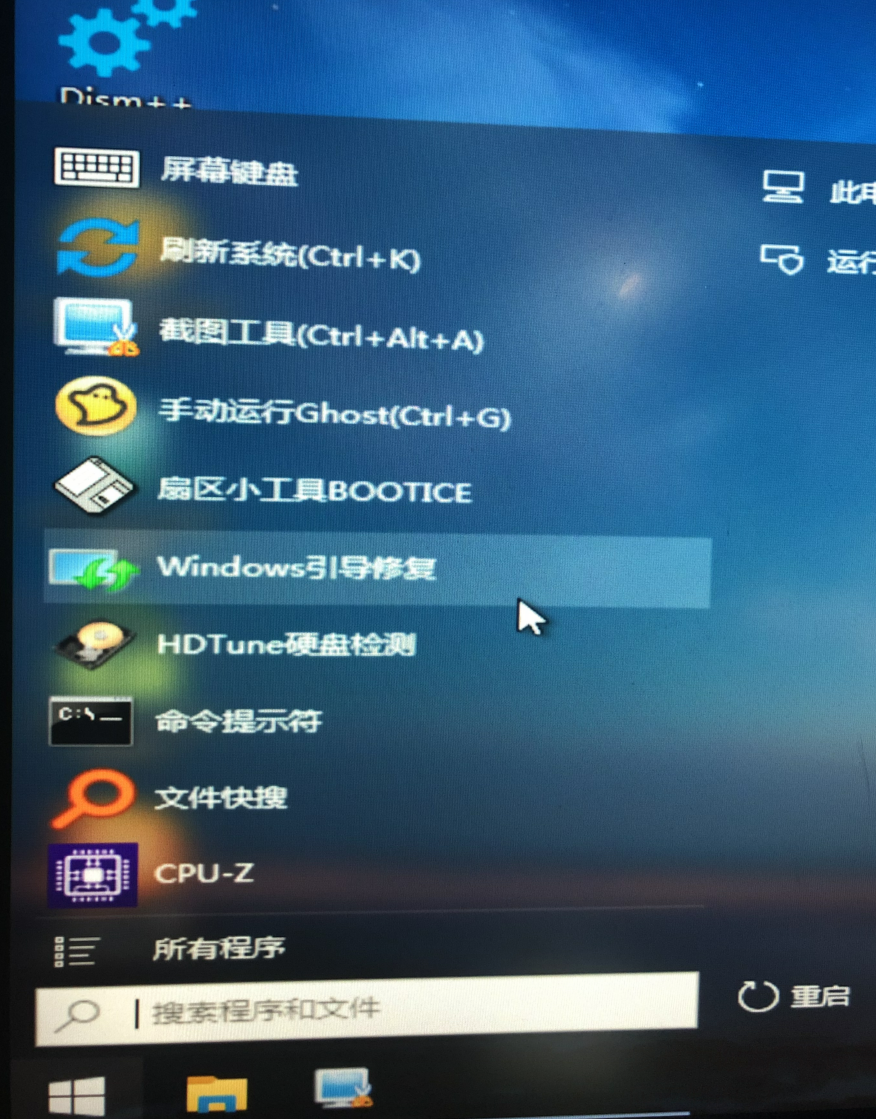 Dism++
屏幕键盘
刷新系统(Ctrl+K)
截图工具(Ctrl+Alt+A)
手动运行Ghost(Ctrl+G)
扇区小工具BOOTICE
Windows引导修复
HDTune硬盘检测
C:\
命令提示符
文件快搜
CPU-Z
所有程序
搜索程序和文件
此电
运行
重启